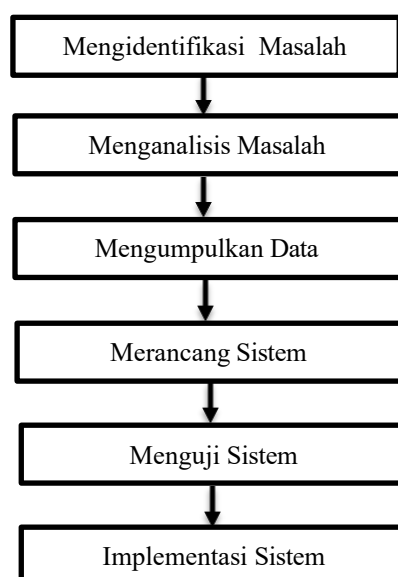 Mengidentifikasi Masalah
Menganalisis Masalah
Mengumpulkan Data
Merancang Sistem
Menguji Sistem
Implementasi Sistem